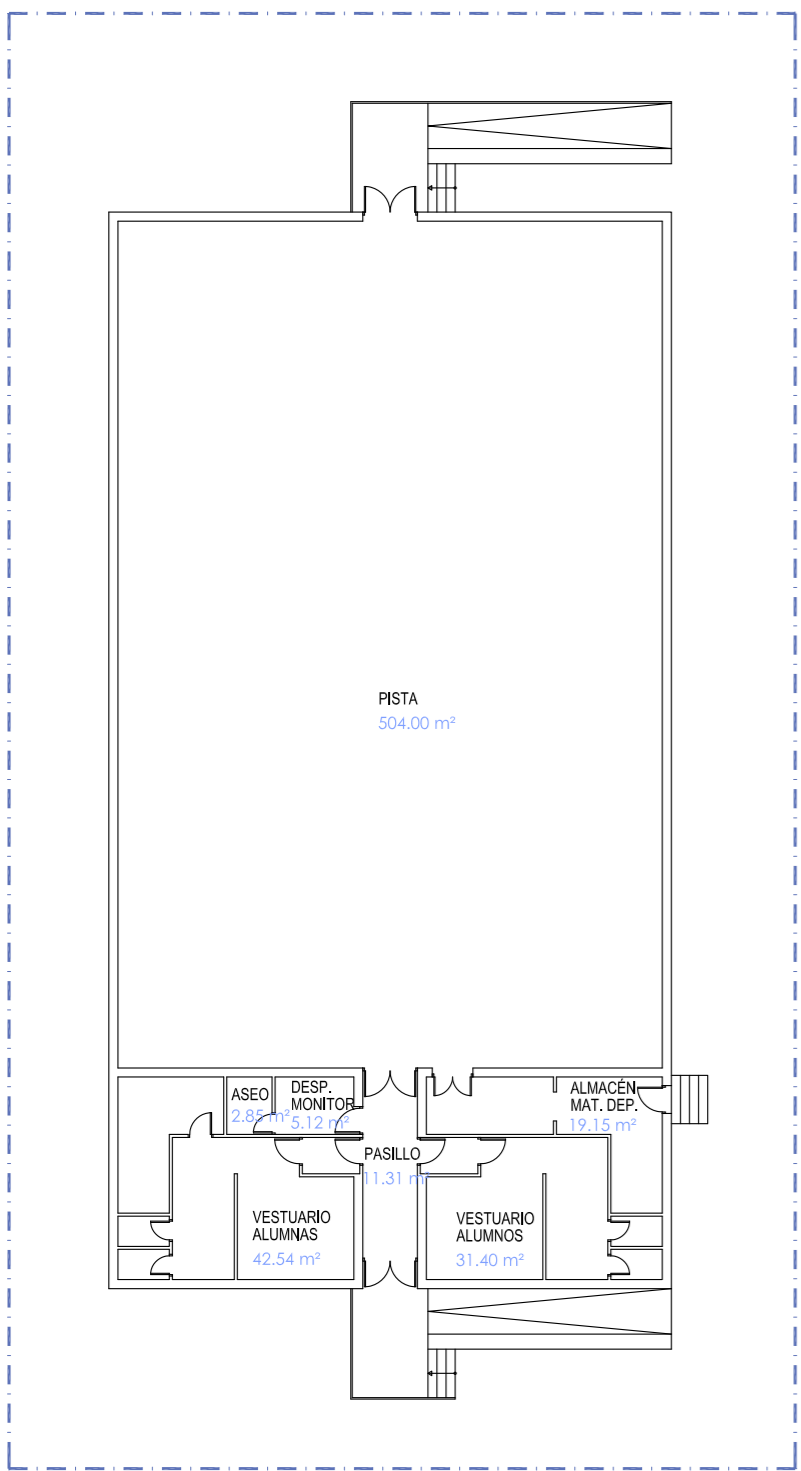 PISTA
504.00 m²
ASEO
2.85 m²
DESP.
MONITOR
5.12 m²
ALMACÉN
MAT. DEP.
19.15 m²
PASILLO
11.31 m²
VESTUARIO
ALUMNAS
42.54 m²
VESTUARIO
ALUMNOS
31.40 m²